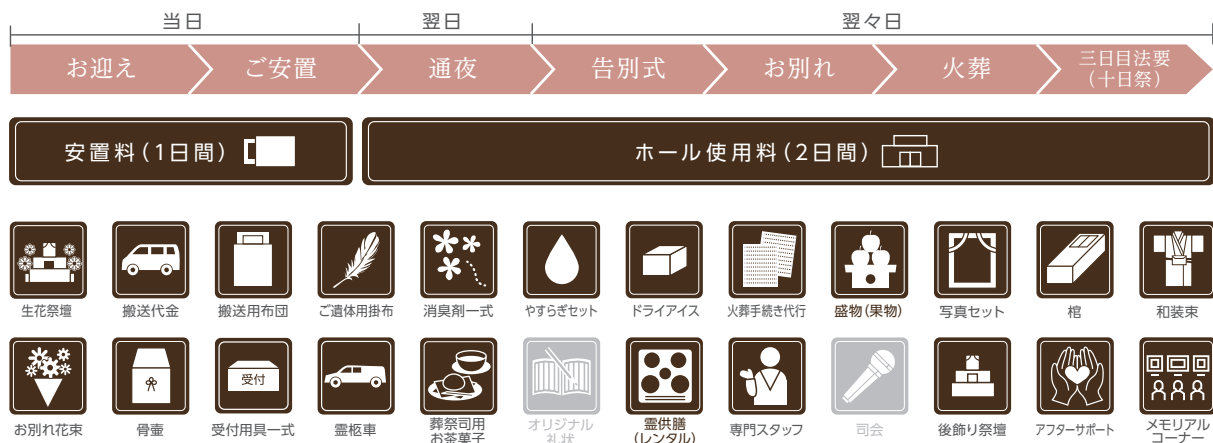 当日
翌日
翌々日
お迎え
ご安置
通夜
告別式
お別れ
火葬
三日目法要
(十日祭)
安置料(1日間)
ホール使用料(2日間)
生花祭壇
搬送代金
搬送用布団
ご遺体用掛布
消臭剤一式
やすらぎセット
ドライアイス
火葬手続き代行
盛物(果物)
写真セット
棺
和装束
受付
お別れ花束
骨壷
受付用具一式
霊柩車
葬祭司用
お茶菓子
オリジナル
礼状
霊供膳
(レンタル)
専門スタッフ
司会
後飾り祭壇
アフターサポート
メモリアル
コーナー